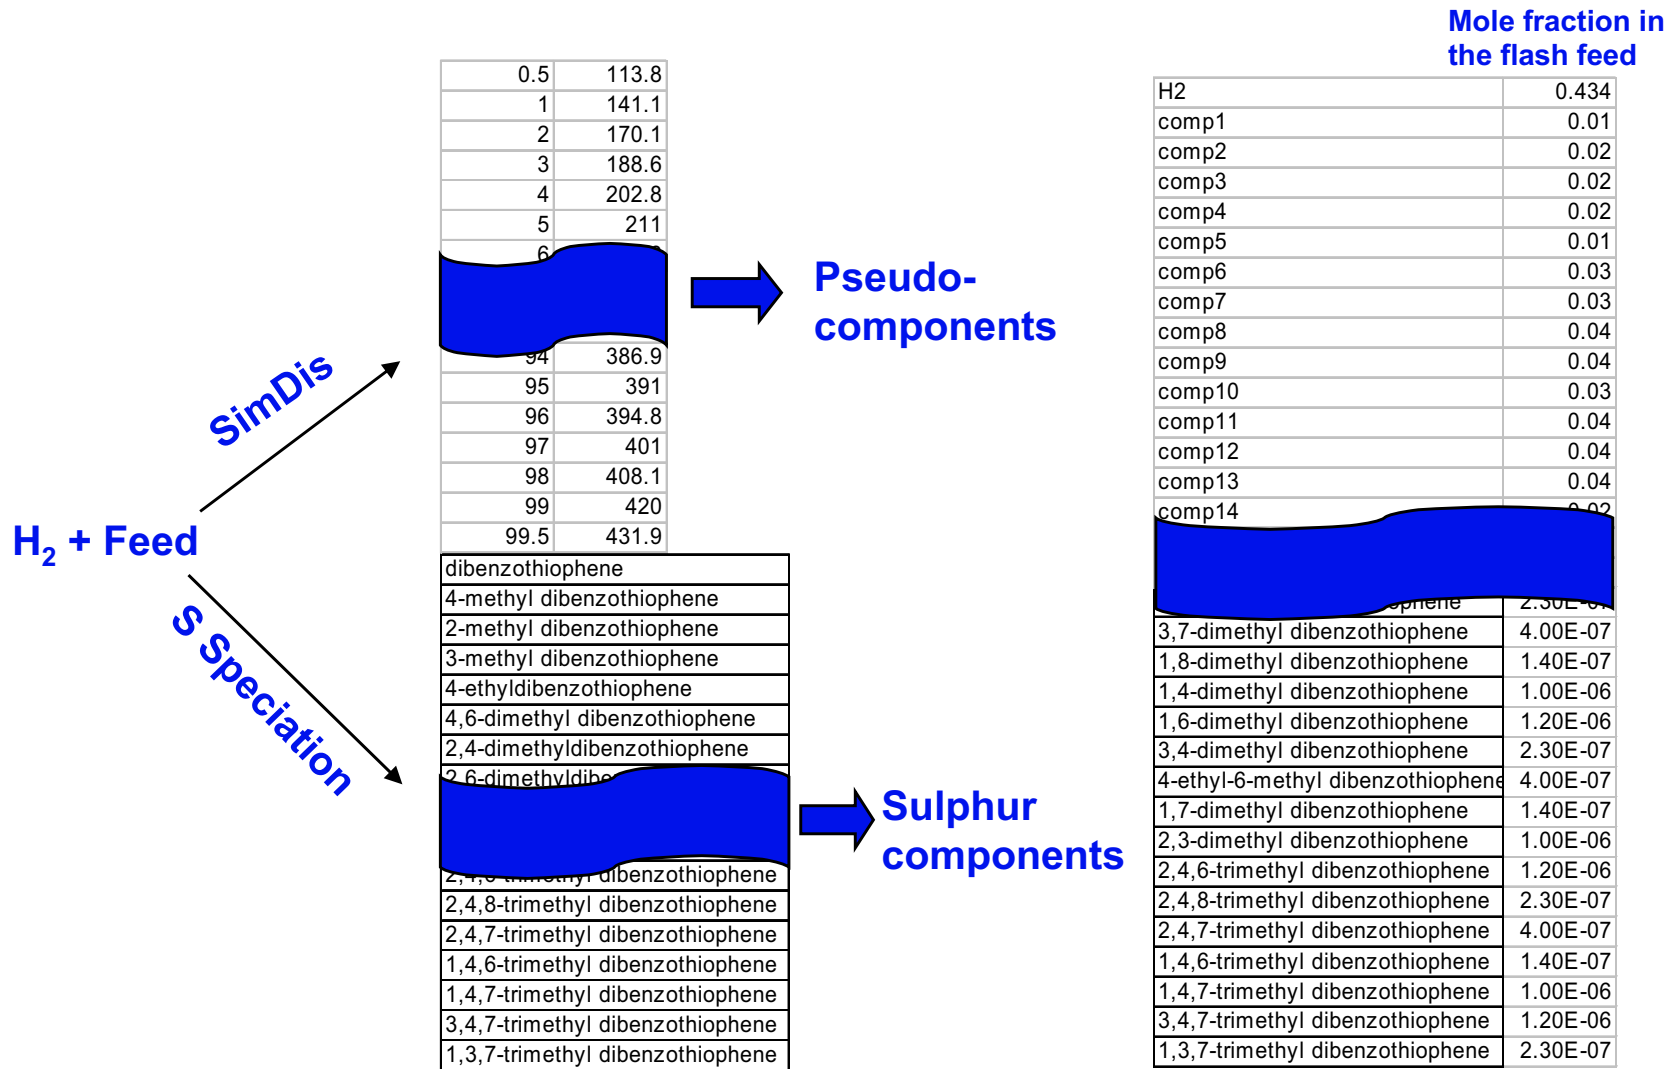 Mole fraction in
the flash feed
0.5 113.8
1 141.1
2 170.1
3 188.6
4 202.8
5 211
6
94 386.9
95 391
96 394.8
97 401
98 408.1
99 420
99.5 431.9
Pseudo-
components
SimDis
H2 + Feed
S Speciation
dibenzothiophene
4-methyl dibenzothiophene
2-methyl dibenzothiophene
3-methyl dibenzothiophene
4-ethyldibenzothiophene
4,6-dimethyl dibenzothiophene
2,4-dimethyldibenzothiophene
dibenzothiophene
2,4,8-trimethyl dibenzothiophene
2,4,7-trimethyl dibenzothiophene
1,4,6-trimethyl dibenzothiophene
1,4,7-trimethyl dibenzothiophene
3,4,7-trimethyl dibenzothiophene
1,3,7-trimethyl dibenzothiophene
Sulphur
components
H2 0.434
comp1 0.01
comp2 0.02
comp3 0.02
comp4 0.02
comp5 0.01
comp6 0.03
comp7 0.03
comp8 0.04
comp9 0.04
comp10 0.03
comp11 0.04
comp12 0.04
comp13 0.04
comp14 0.02
2.30E-07
3,7-dimethyl dibenzothiophene 4.00E-07
1,8-dimethyl dibenzothiophene 1.40E-07
1,4-dimethyl dibenzothiophene 1.00E-06
1,6-dimethyl dibenzothiophene 1.20E-06
3,4-dimethyl dibenzothiophene 2.30E-07
4-ethyl-6-methyl dibenzothiophene 4.00E-07
1,7-dimethyl dibenzothiophene 1.40E-07
2,3-dimethyl dibenzothiophene 1.00E-06
2,4,6-trimethyl dibenzothiophene 1.20E-06
2,4,8-trimethyl dibenzothiophene 2.30E-07
2,4,7-trimethyl dibenzothiophene 4.00E-07
1,4,6-trimethyl dibenzothiophene 1.40E-07
1,4,7-trimethyl dibenzothiophene 1.00E-06
3,4,7-trimethyl dibenzothiophene 1.20E-06
1,3,7-trimethyl dibenzothiophene 2.30E-07